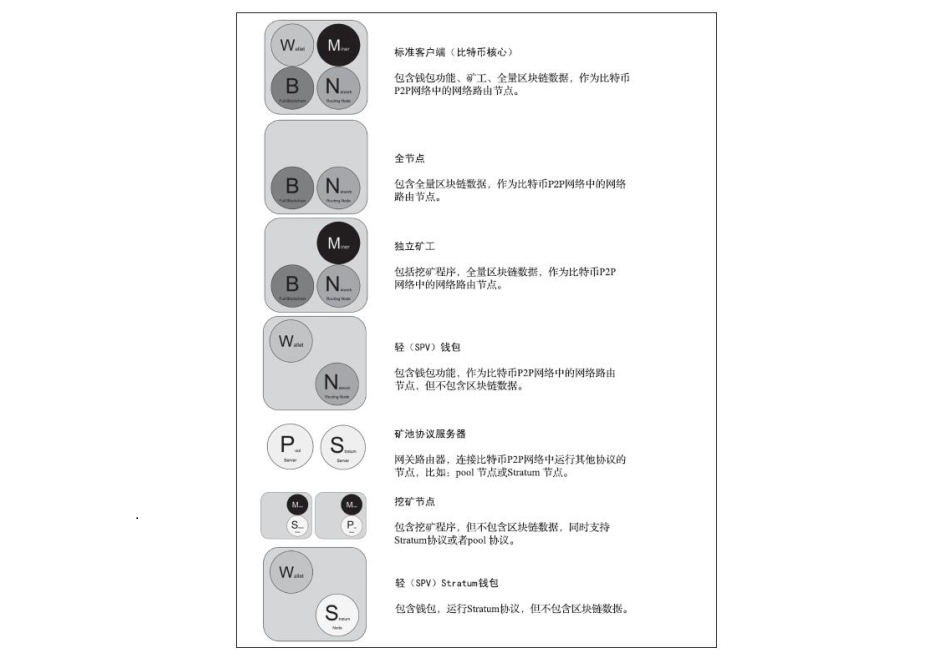 Wallet
Miner
B
Full Blockchain
Network
Routing Node
标准客户端（比特币核心）
包含钱包功能、矿工、全量区块链数据，作为比特币
P2P网络中的网络路由节点。
B
Full Blockchain
Network
Routing Node
全节点
包含全量区块链数据，作为比特币P2P网络中的网络
路由节点。
Miner
B
Full Blockchain
Network
Routing Node
独立矿工
包括挖矿程序，全量区块链数据，作为比特币P2P
网络中的网络路由节点。
Wallet
Network
Routing Node
轻（SPV）钱包
包含钱包功能，作为比特币P2P网络中的网络路由
节点，但不包含区块链数据。
Pool
Server
Stratum
Server
矿池协议服务器
网关路由器，连接比特币P2P网络中运行其他协议的
节点，比如：pool 节点或Stratum 节点。
M
S
M
P
挖矿节点
包含挖矿程序，但不包含区块链数据，同时支持
Stratum协议或者pool 协议。
Wallet
Stratum
Node
轻（SPV）Stratum钱包
包含钱包，运行Stratum协议，但不包含区块链数据。